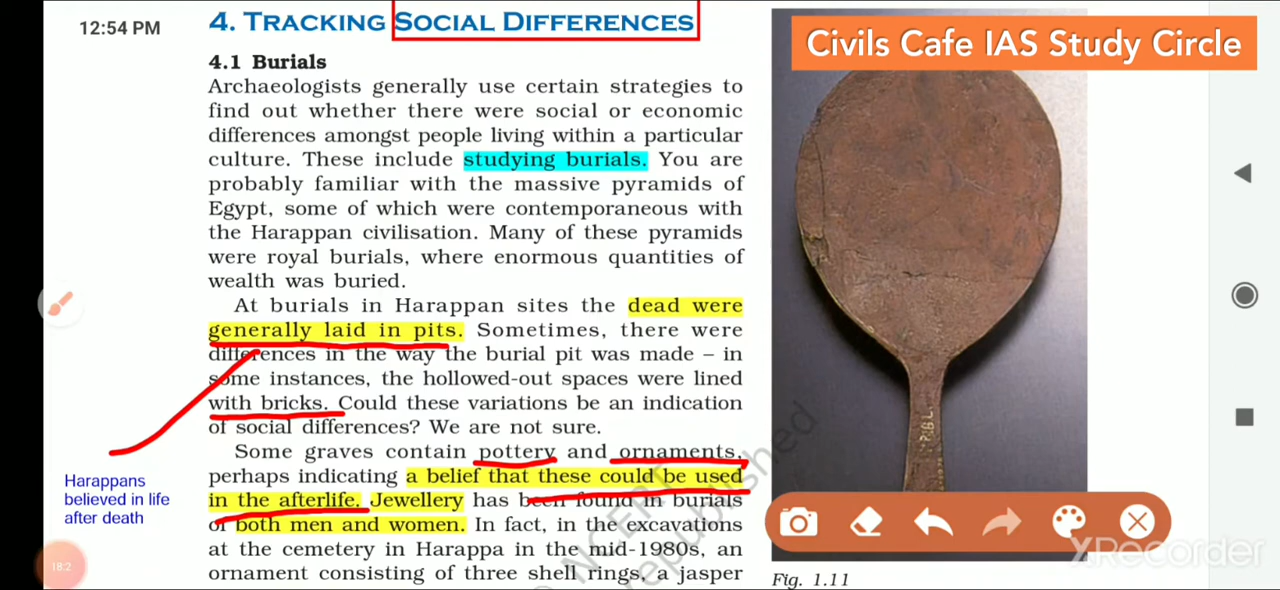 12:54 PM
4. TRACKING SOCIAL DIFFERENCES
Civils Cafe IAS Study Circle
4.1 Burials
Archaeologists generally use certain strategies to
find out whether there were social or economic
differences amongst people living within a particular
culture. These include studying burials. You are
probably familiar with the massive pyramids of
Egypt, some of which were contemporaneous with
the Harappan civilisation. Many of these pyramids
were royal burials, where enormous quantities of
wealth was buried.
At burials in Harappan sites the dead were
generally laid in pits. Sometimes, there were
differences in the way the burial pit was made – in
some instances, the hollowed-out spaces were lined
with bricks. Could these variations be an indication
of social differences? We are not sure.
Some graves contain pottery and ornaments,
perhaps indicating a belief that these could be used
in the afterlife. Jewellery has been found in burials
of both men and women. In fact, in the excavations
at the cemetery in Harappa in the mid-1980s, an
ornament consisting of three shell rings, a jasper
Harappans
believed in life
after death
18:2
Fig. 1.11
XRecorder
NCERT
republished